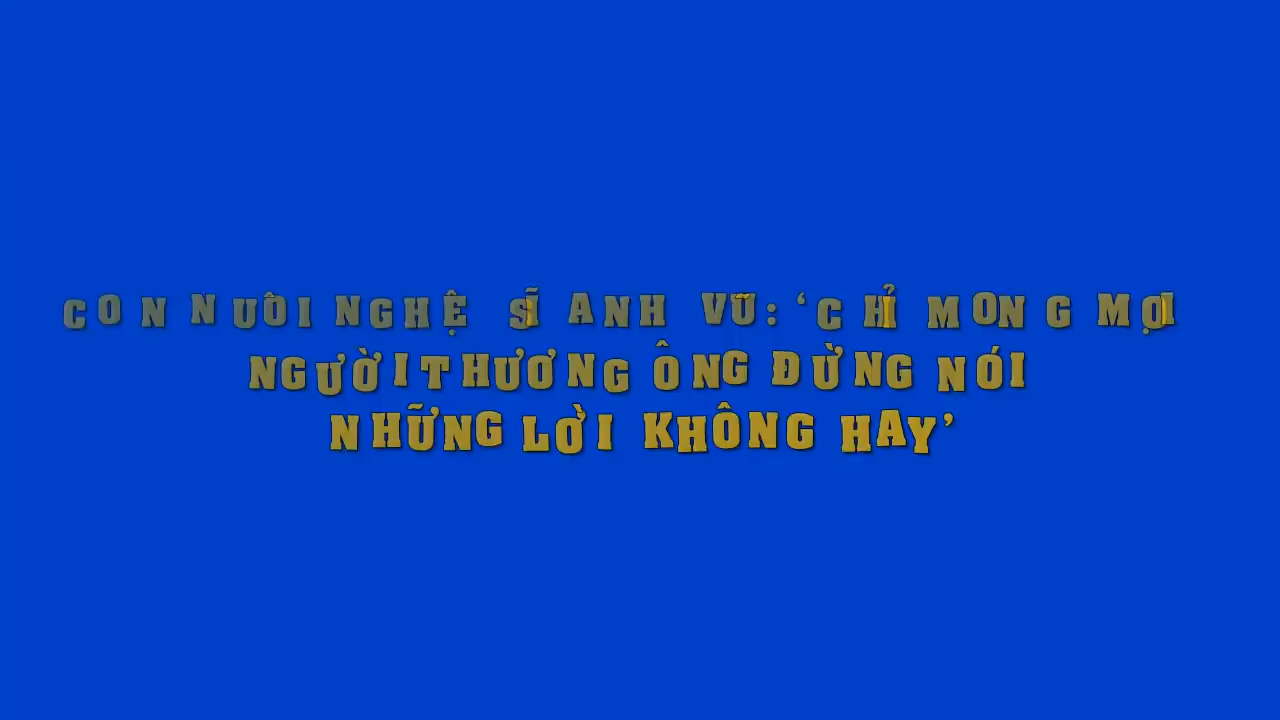 CON NUÔI NGHỆ SĨ ANH VŨ: ‘CHỈ MONG MỌI
NGƯỜI THƯƠNG ÔNG ĐỪNG NÓI
NHỮNG LỜI KHÔNG HAY’